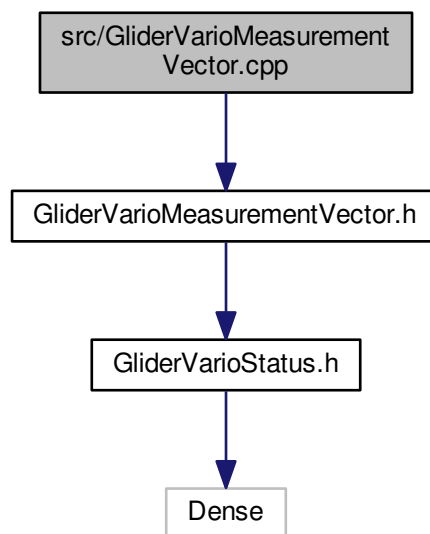 src/GliderVarioMeasurement
Vector.cpp
GliderVarioMeasurementVector.h
GliderVarioStatus.h
Dense